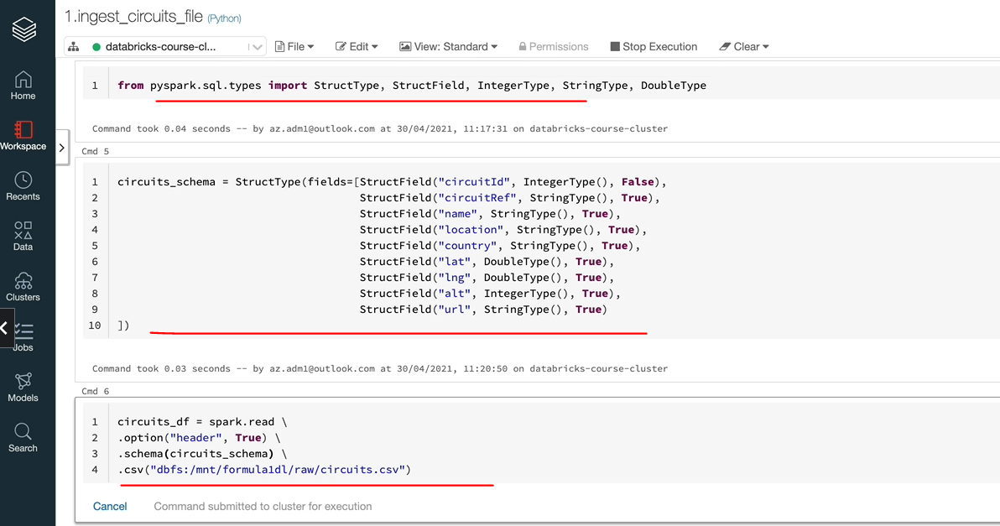 1.ingest_circuits_file (Python)
databricks-course-cl... File Edit View: Standard Permissions Stop Execution Clear
Home
Workspace
Recents
Data
Clusters
Jobs
Models
Search
1 from pyspark.sql.types import StructType, StructField, IntegerType, StringType, DoubleType
Command took 0.04 seconds -- by az.adm1@outlook.com at 30/04/2021, 11:17:31 on databricks-course-cluster
Cmd 5
1 circuits_schema = StructType(fields=[StructField("circuitId", IntegerType(), False),
2 StructField("circuitRef", StringType(), True),
3 StructField("name", StringType(), True),
4 StructField("location", StringType(), True),
5 StructField("country", StringType(), True),
6 StructField("lat", DoubleType(), True),
7 StructField("lng", DoubleType(), True),
8 StructField("alt", IntegerType(), True),
9 StructField("url", StringType(), True)
10 ])
Command took 0.03 seconds -- by az.adm1@outlook.com at 30/04/2021, 11:20:50 on databricks-course-cluster
Cmd 6
1 circuits_df = spark.read \
2 .option("header", True) \
3 .schema(circuits_schema) \
4 .csv("dbfs:/mnt/formula1dl/raw/circuits.csv")
Cancel Command submitted to cluster for execution